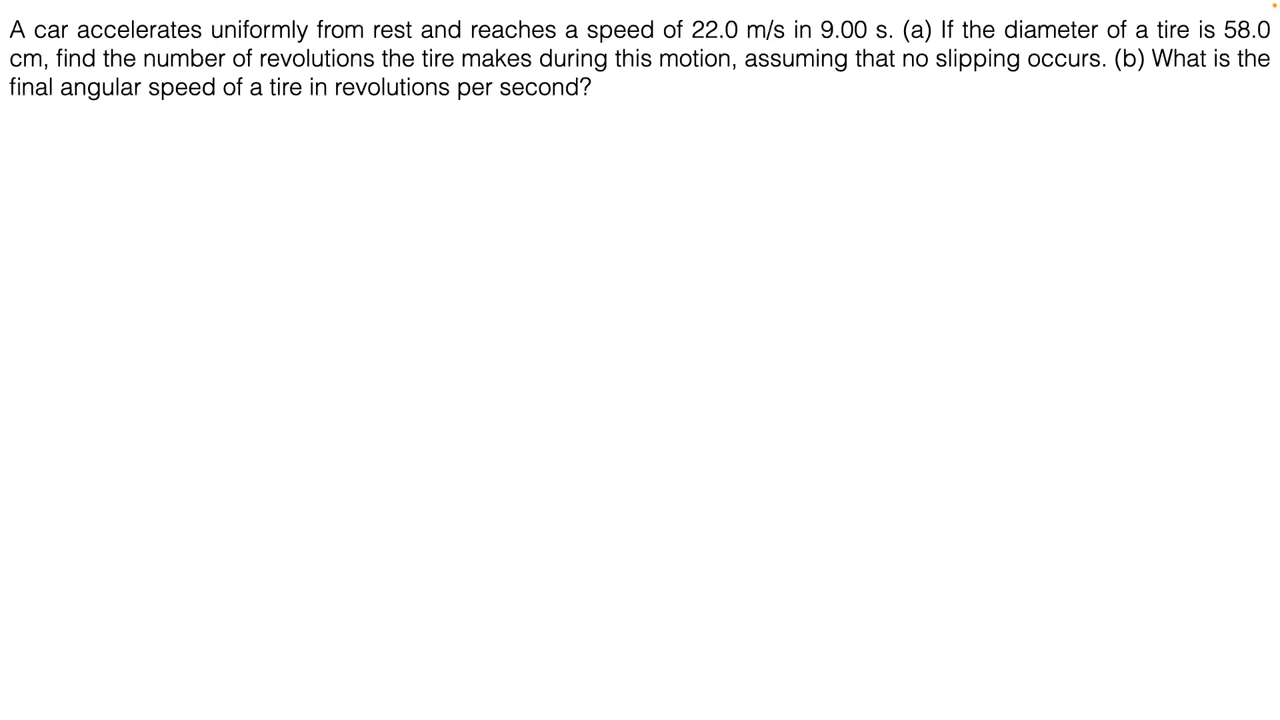 A car accelerates uniformly from rest and reaches a speed of 22.0 m/s in 9.00 s. (a) If the diameter of a tire is 58.0
cm, find the number of revolutions the tire makes during this motion, assuming that no slipping occurs. (b) What is the
final angular speed of a tire in revolutions per second?